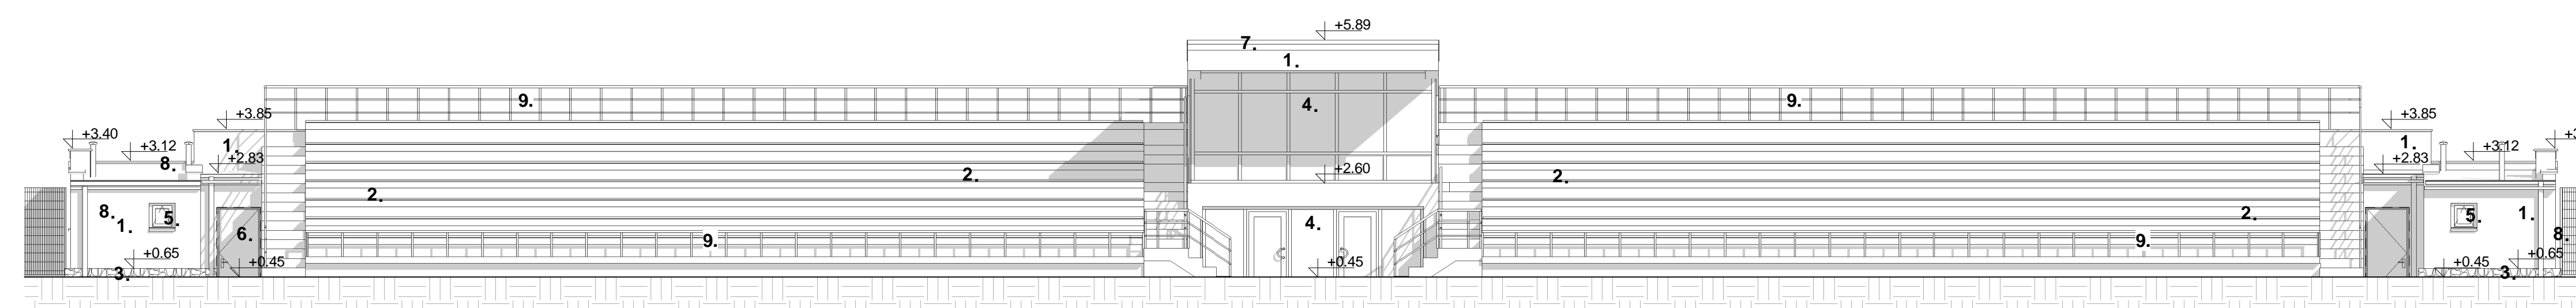 +5.89
7.
1.
9. 4. 9.
+3.85 +3.85
+3.40
+3.12 1. 1. +3.12
8. +2.83 +2.60 +2.83
2. 2. 2.
8. 1. 5. 2. 4. 2. 5. 1.
6. 9. 9. 8.
+0.65 +0.45 +0.45 +0.45 +0.65
3. 3.